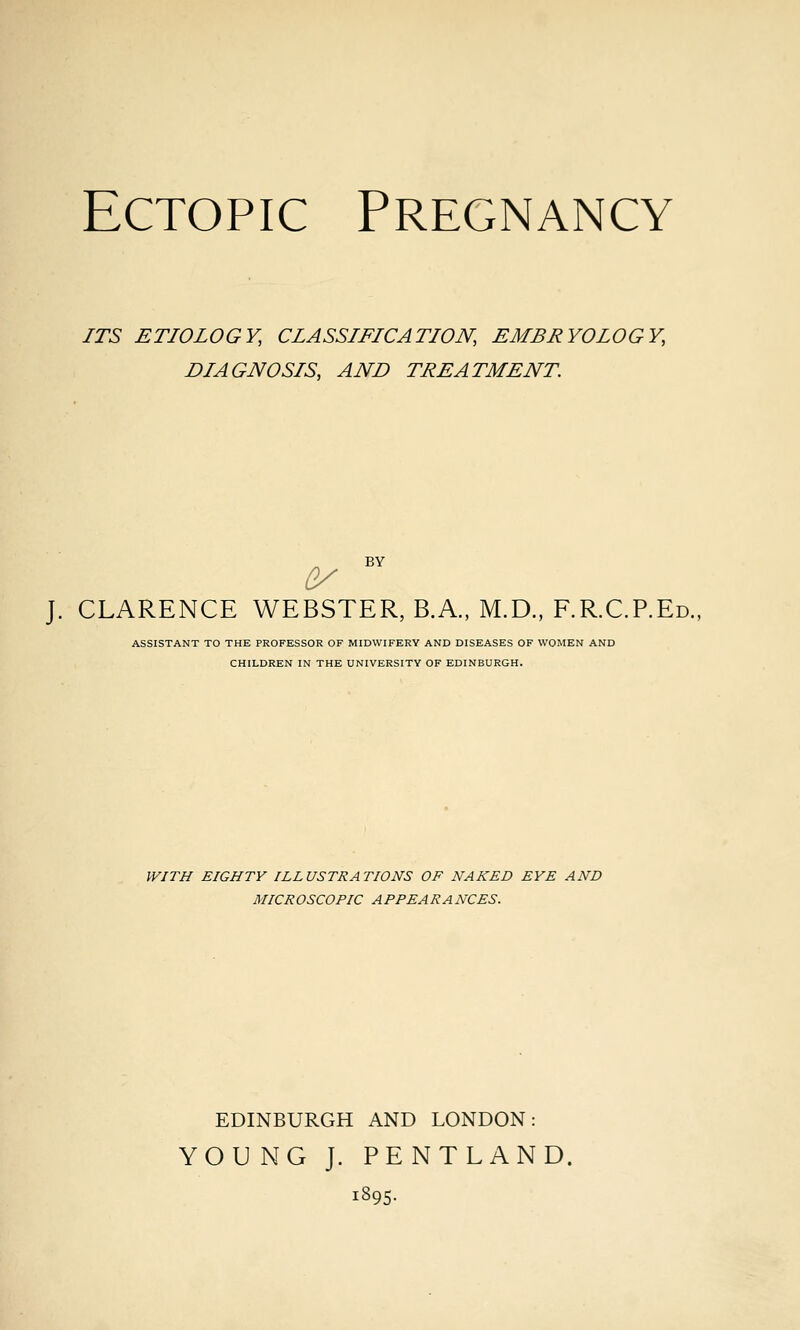 ECTOPIC PREGNANCY
ITS ETIOLOGY, CLASSIFICATION, EMBRYOLOGY,
DIAGNOSIS, AND TREATMENT.
BY
J. CLARENCE WEBSTER, B.A., M.D., F.R.C.P.ED.,
ASSISTANT TO THE PROFESSOR OF MIDWIFERY AND DISEASES OF WOMEN AND
CHILDREN IN THE UNIVERSITY OF EDINBURGH.
WITH EIGHTY ILLUSTRATIONS OF NAKED EYE AND
MICROSCOPIC APPEARANCES.
EDINBURGH AND LONDON:
YOUNG J. PENTLAND.
1895.